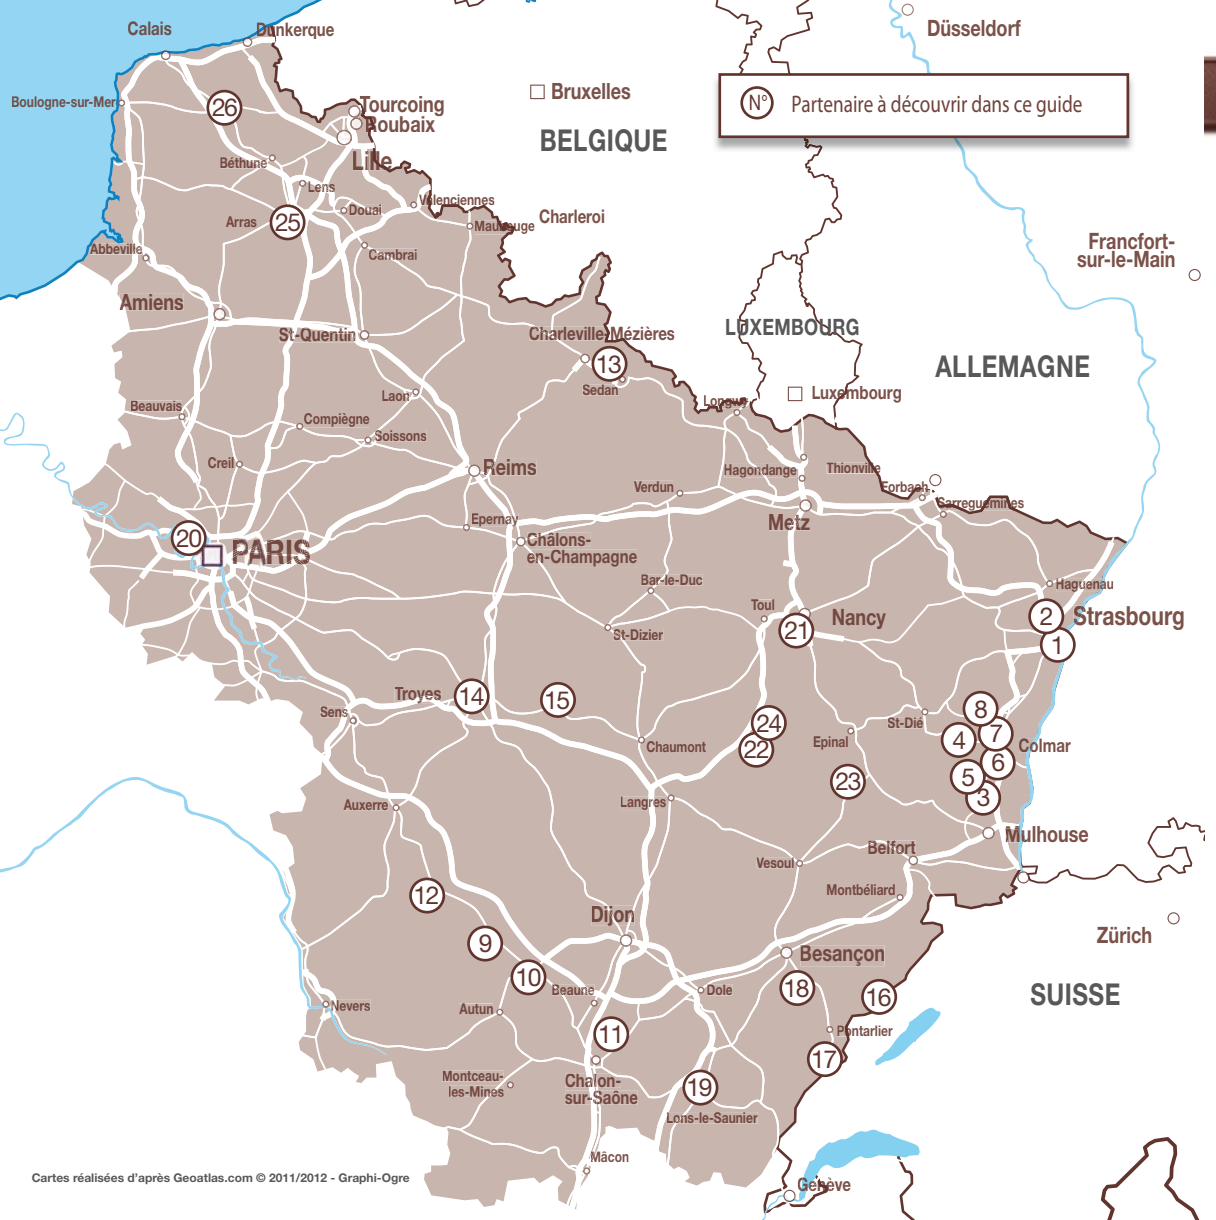 Calais
Dunkerque
Düsseldorf
Boulogne-sur-Mer
26
Tourcoing
Roubaix
Bruxelles
N° Partenaire à découvrir dans ce guide
BELGIQUE
Béthune
Lille
Lens
Valenciennes
Douai
Arras
25
Maubeuge
Charleroi
Abbeville
Cambrai
Francfort-
sur-le-Main
Amiens
St-Quentin
Charleville-Mézières
LUXEMBOURG
13
ALLEMAGNE
Sedan
Laon
Luxembourg
Longwy
Beauvais
Compiègne
Soissons
Creil
Reims
Hagondange
Thionville
Verdun
Forbach
Sarreguemines
Epernay
Metz
20
PARIS
Châlons-
en-Champagne
Bar-le-Duc
Haguenau
Toul
21
Nancy
2
Strasbourg
St-Dizier
1
Troyes
14
15
Sens
8
St-Dié
24
22
Epinal
4
7
Colmar
Chaumont
6
5
23
3
Langres
Auxerre
Mulhouse
Belfort
Vesoul
Montbéliard
12
Dijon
9
Zürich
Besançon
10
Beaune
Dole
18
16
SUISSE
Nevers
Autun
11
Pontarlier
17
Montceau-
les-Mines
Chalon-
sur-Saône
19
Lons-le-Saunier
Mâcon
Genève
Cartes réalisées d'après Geoatlas.com © 2011/2012 - Graphi-Ogre